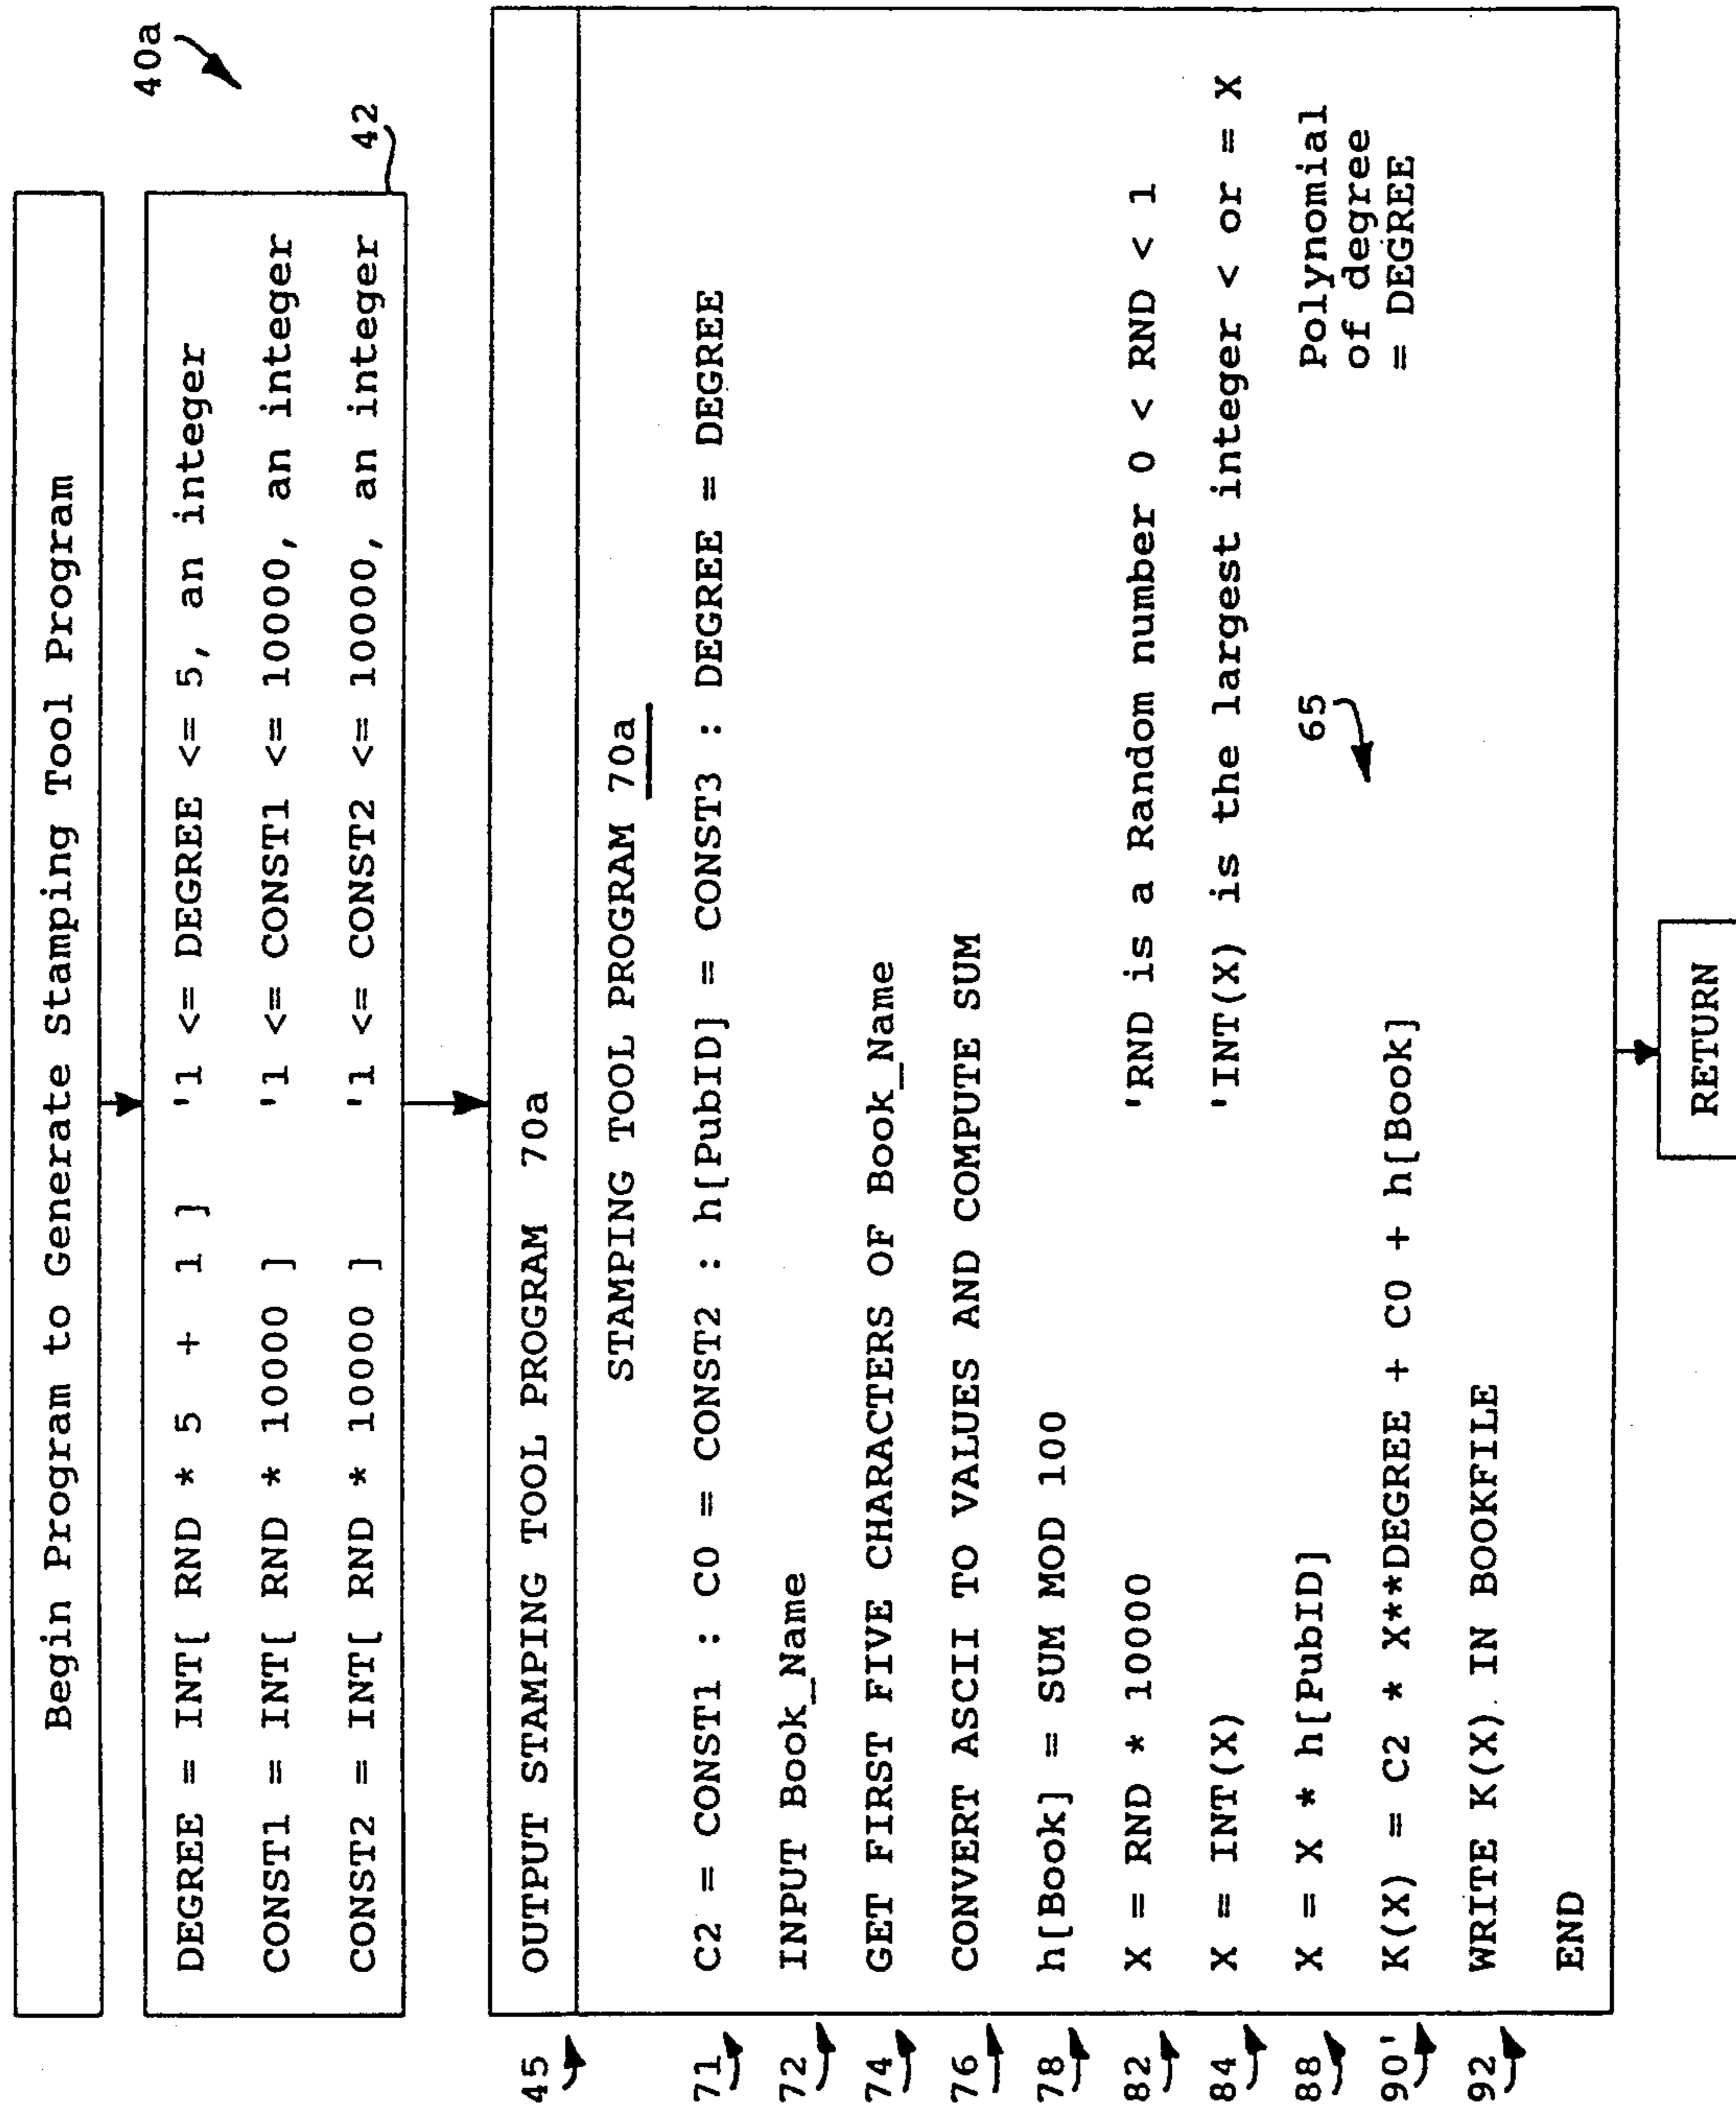 40a
Begin Program to Generate Stamping Tool Program
DEGREE = INT[ RND * 5 + 1 ] '1 <= DEGREE <= 5, an integer
CONST1 = INT[ RND * 10000 ] '1 <= CONST1 <= 10000, an integer
CONST2 = INT[ RND * 10000 ] '1 <= CONST2 <= 10000, an integer
42
45 OUTPUT STAMPING TOOL PROGRAM 70a
STAMPING TOOL PROGRAM 70a
71 C2 = CONST1 : C0 = CONST2 : h[PubID] = CONST3 : DEGREE = DEGREE
72 INPUT Book_Name
74 GET FIRST FIVE CHARACTERS OF Book_Name
76 CONVERT ASCII TO VALUES AND COMPUTE SUM
78 h[Book] = SUM MOD 100
82 X = RND * 10000 'RND is a Random number 0 < RND < 1
84 X = INT(X) 'INT(X) is the largest integer < or = X
88 X = X * h[PubID] 65 Polynomial
of degree
90' K(X) = C2 * X**DEGREE + C0 + h[Book] = DEGREE
92 WRITE K(X) IN BOOKFILE
END
RETURN